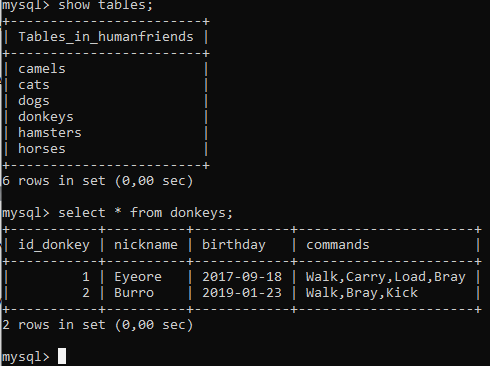 mysql> show tables;
+------------------------+
| Tables_in_humanfriends |
+------------------------+
| camels                 |
| cats                   |
| dogs                   |
| donkeys                |
| hamsters               |
| horses                 |
+------------------------+
6 rows in set (0,00 sec)
mysql> select * from donkeys;
+-----------+----------+------------+----------------------+
| id_donkey | nickname | birthday   | commands             |
+-----------+----------+------------+----------------------+
|         1 | Eyeore   | 2017-09-18 | Walk,Carry,Load,Bray |
|         2 | Burro    | 2019-01-23 | Walk,Bray,Kick       |
+-----------+----------+------------+----------------------+
2 rows in set (0,00 sec)
mysql>